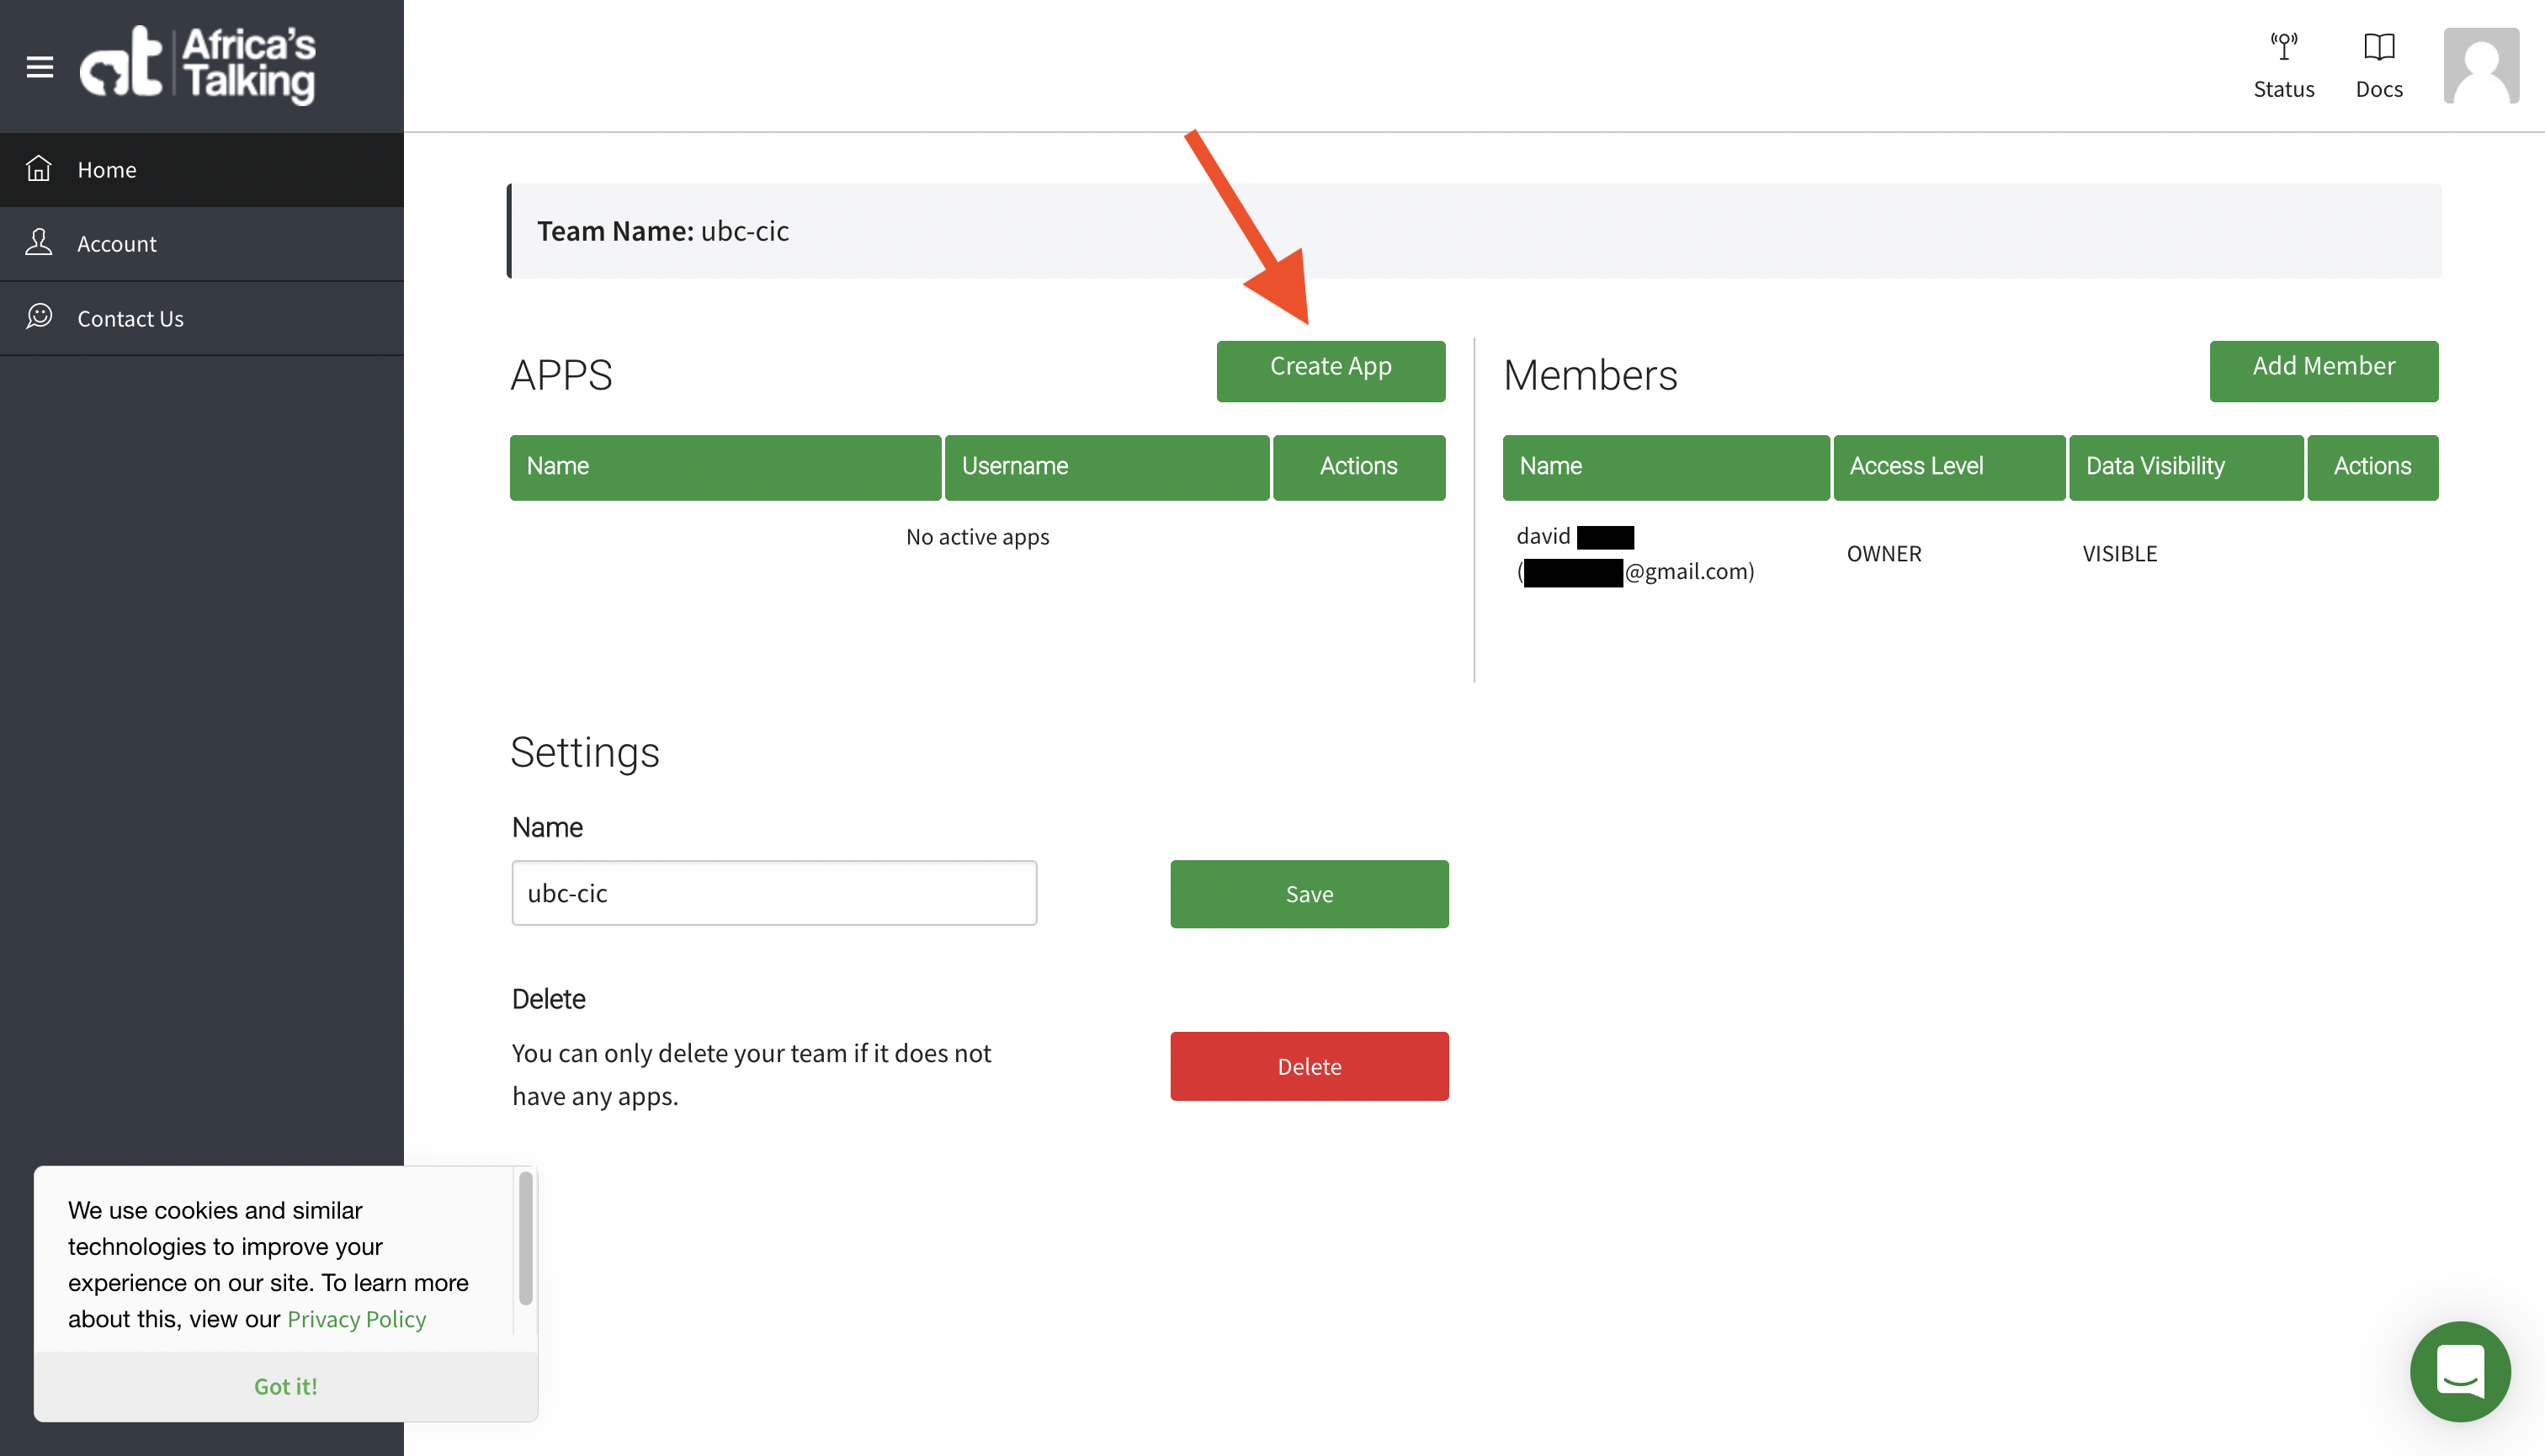 at Africa's
Talking
Status
Docs
Home
Account
Contact Us
Team Name: ubc-cic
APPS
Create App
Name Username Actions
No active apps
Members
Add Member
Name Access Level Data Visibility Actions
david
OWNER VISIBLE
(@gmail.com)
Settings
Name
ubc-cic
Save
Delete
You can only delete your team if it does not
have any apps.
Delete
We use cookies and similar
technologies to improve your
experience on our site. To learn more
about this, view our Privacy Policy
Got it!